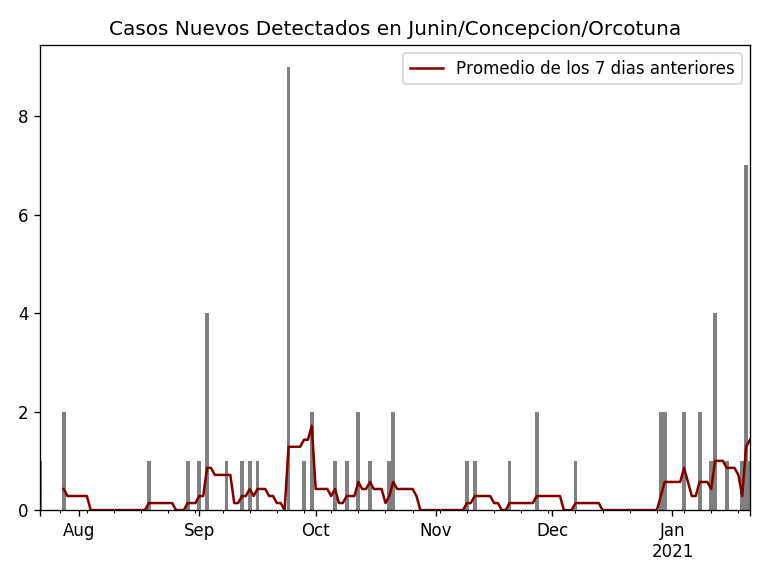 Casos Nuevos Detectados en Junin/Concepcion/Orcotuna
Promedio de los 7 dias anteriores
8
6
4
2
0
Aug Sep Oct Nov Dec Jan
2021